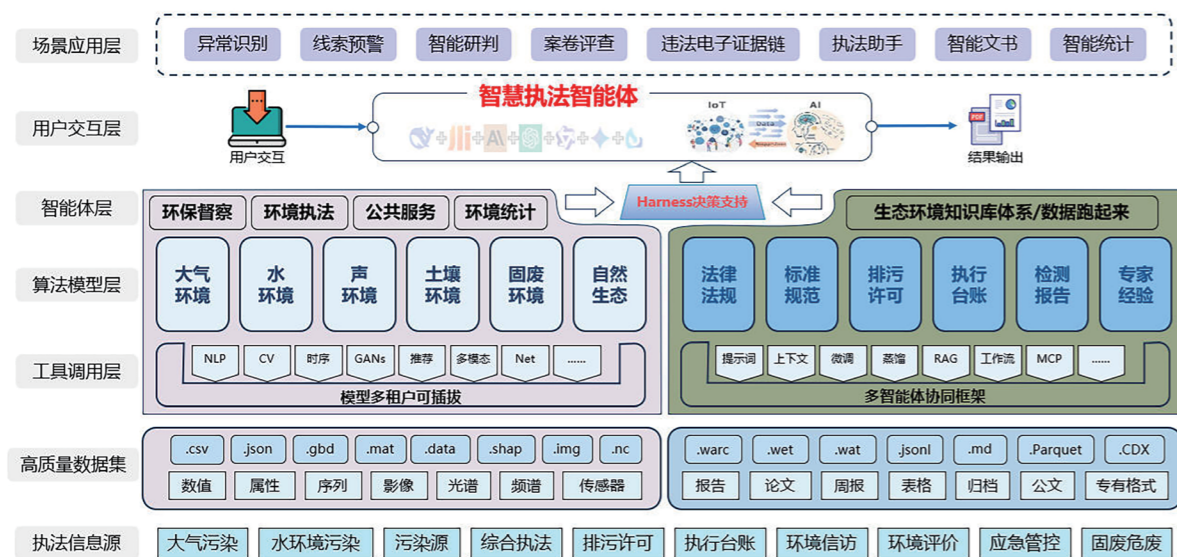 场景应用层
异常识别
线索预警
智能研判
案卷评查
违法电子证据链
执法助手
智能文书
智能统计
用户交互层
用户交互
智慧执法智能体
AI
IoT
Data
AI
PDF
结果输出
智能体层
环保督察
环境执法
公共服务
环境统计
Harness决策支持
生态环境知识库体系/数据跑起来
算法模型层
大气
环境
水
环境
声
环境
土壤
环境
固废
环境
自然
生态
法律
法规
标准
规范
排污
许可
执行
台账
检测
报告
专家
经验
工具调用层
NLP
CV
时序
GANs
推荐
多模态
Net
......
模型多租户可插拔
提示词
上下文
微调
蒸馏
RAG
工作流
MCP
......
多智能体协同框架
高质量数据集
.csv
.json
.gbd
.mat
.data
.shap
.img
.nc
数值
属性
序列
影像
光谱
频谱
传感器
.warc
.wet
.wat
.jsonl
.md
.Parquet
.CDX
报告
论文
周报
表格
归档
公文
专有格式
执法信息源
大气污染
水环境污染
污染源
综合执法
排污许可
执行台账
环境信访
环境评价
应急管控
固废危废